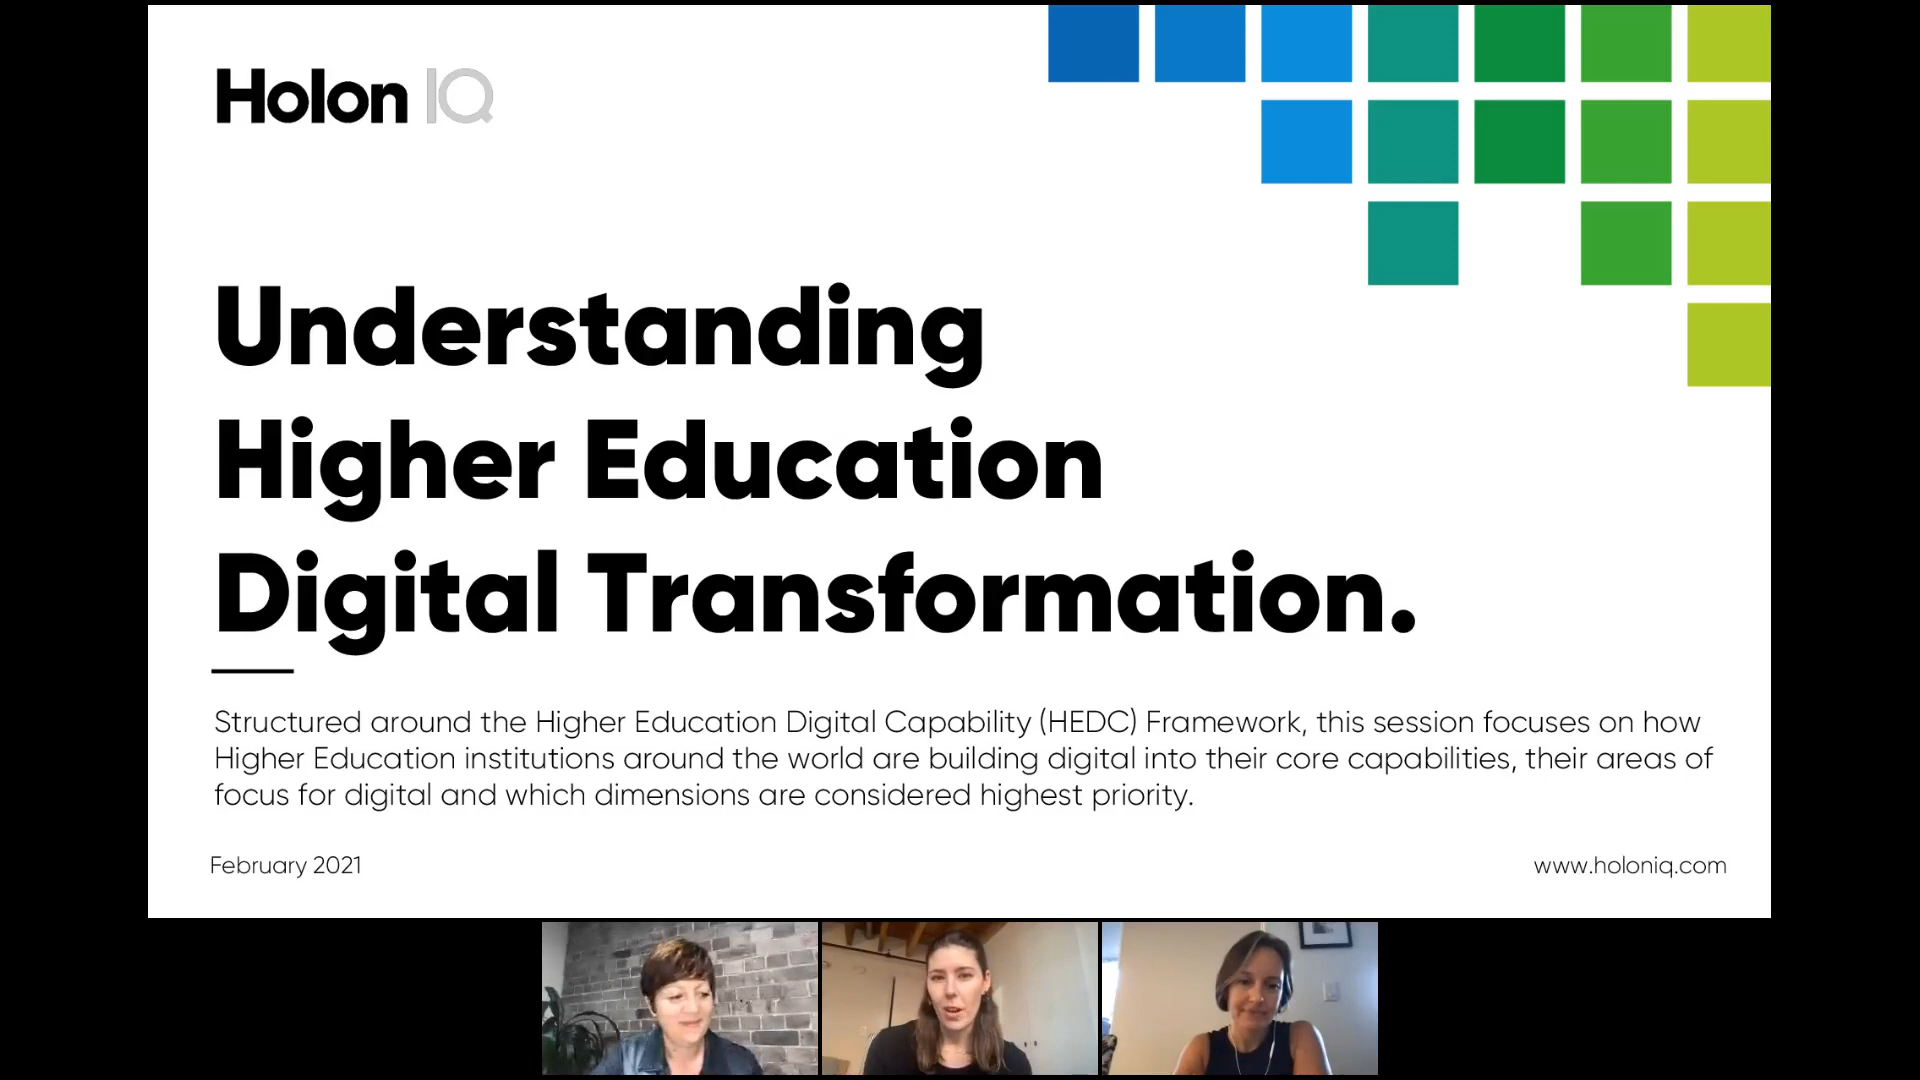 Holon IQ
Understanding
Higher Education
Digital Transformation.
Structured around the Higher Education Digital Capability (HEDC) Framework, this session focuses on how
Higher Education institutions around the world are building digital into their core capabilities, their areas of
focus for digital and which dimensions are considered highest priority.
February 2021
www.holoniq.com